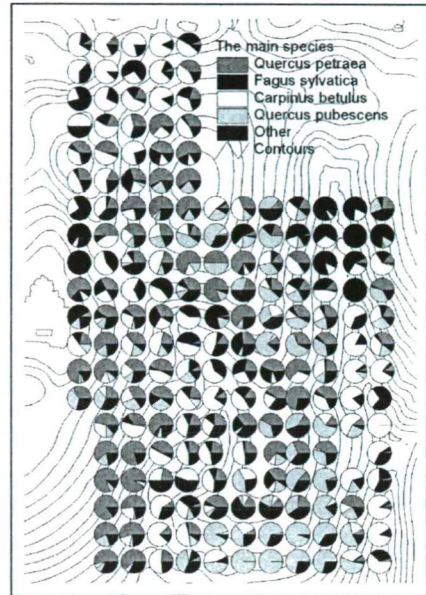 The main species
Quercus petraea
Fagus sylvatica
Carpinus betulus
Quercus pubescens
Other
Contours